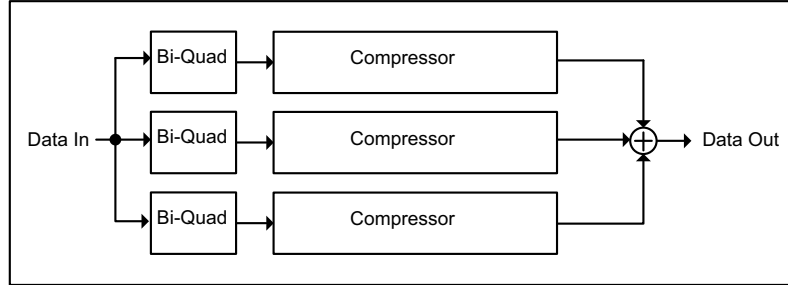 Bi-Quad
Compressor
Data In
Bi-Quad
Compressor
Data Out
Bi-Quad
Compressor